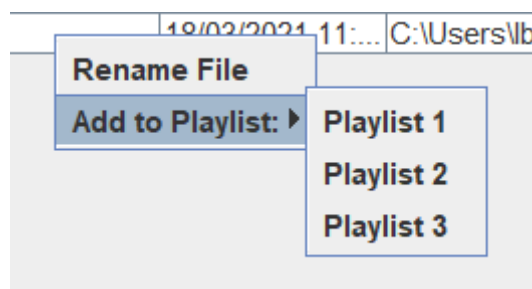 18/03/2021 11:... C:\Users\lb
Rename File
Add to Playlist:
Playlist 1
Playlist 2
Playlist 3